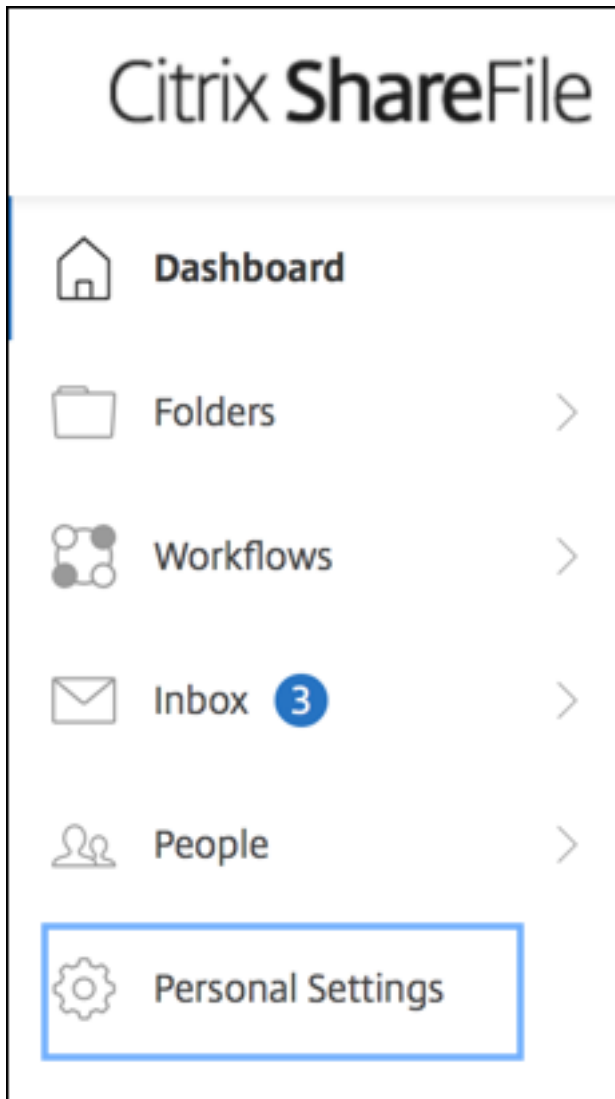 Citrix ShareFile
Dashboard
Folders
Workflows
Inbox 3
People
Personal Settings